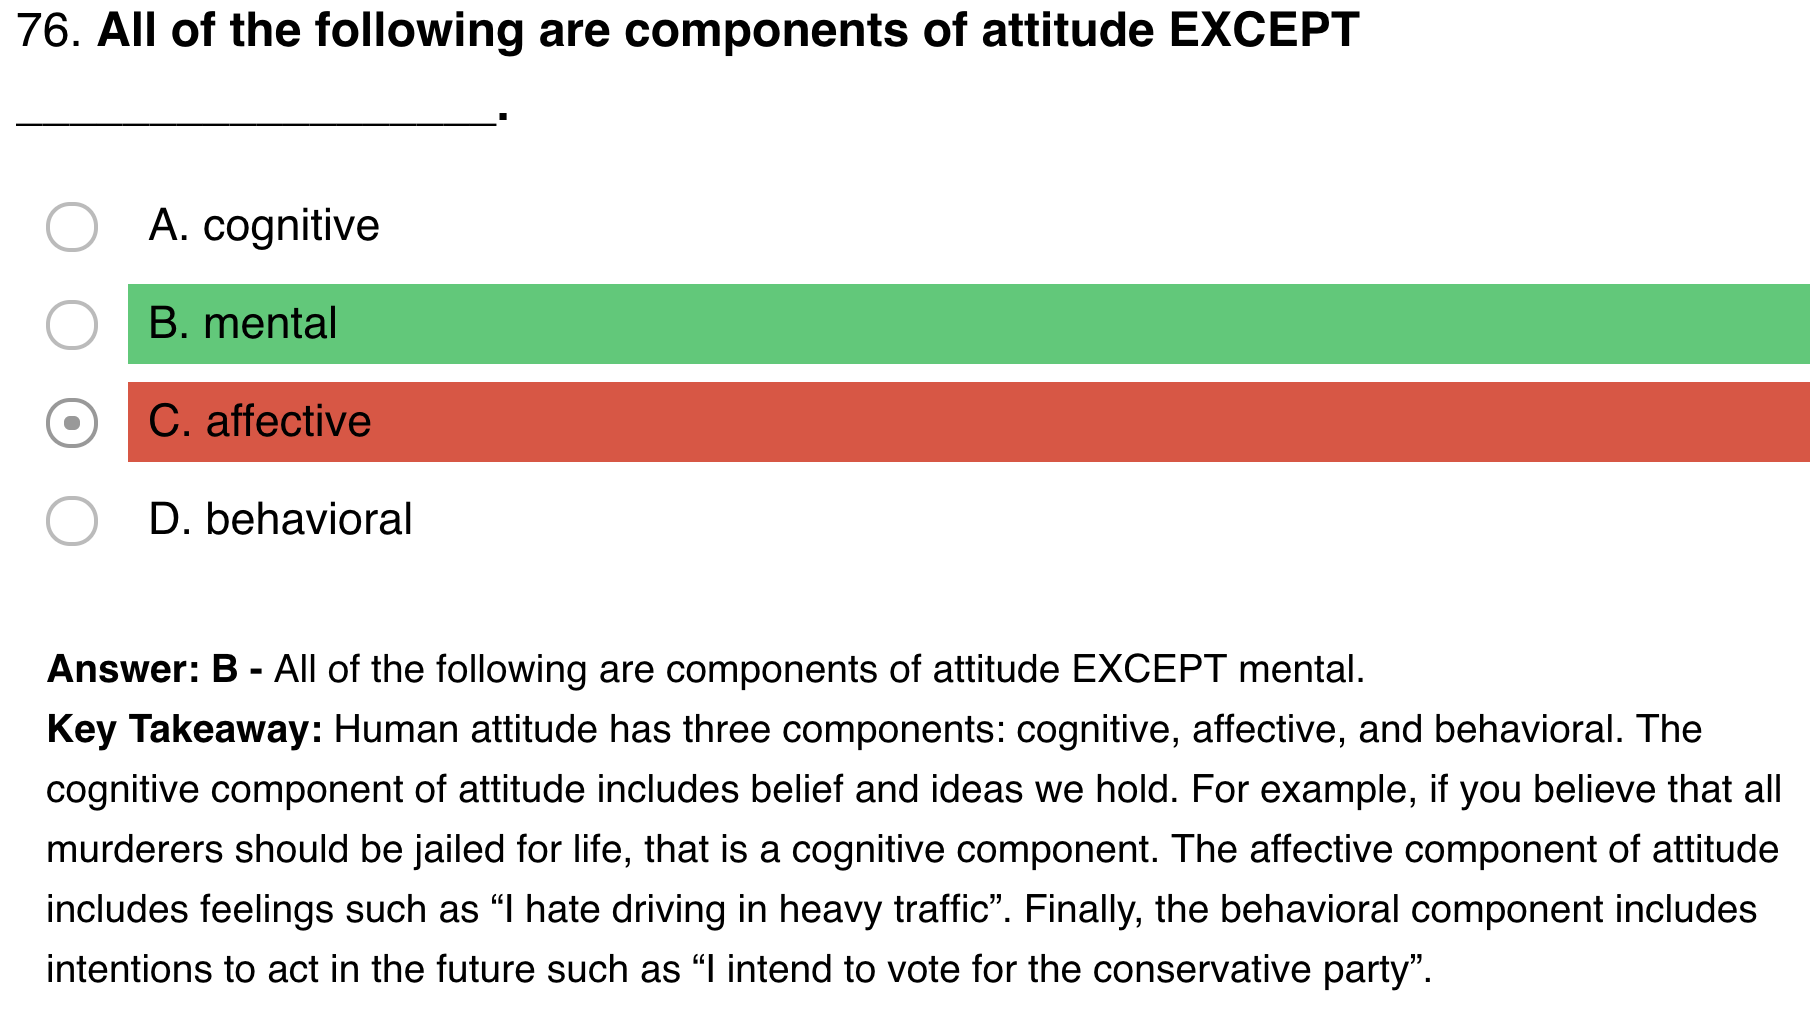 76. All of the following are components of attitude EXCEPT
__________________.
A. cognitive
B. mental
C. affective
D. behavioral
Answer: B - All of the following are components of attitude EXCEPT mental.
Key Takeaway: Human attitude has three components: cognitive, affective, and behavioral. The
cognitive component of attitude includes belief and ideas we hold. For example, if you believe that all
murderers should be jailed for life, that is a cognitive component. The affective component of attitude
includes feelings such as “I hate driving in heavy traffic”. Finally, the behavioral component includes
intentions to act in the future such as “I intend to vote for the conservative party”.